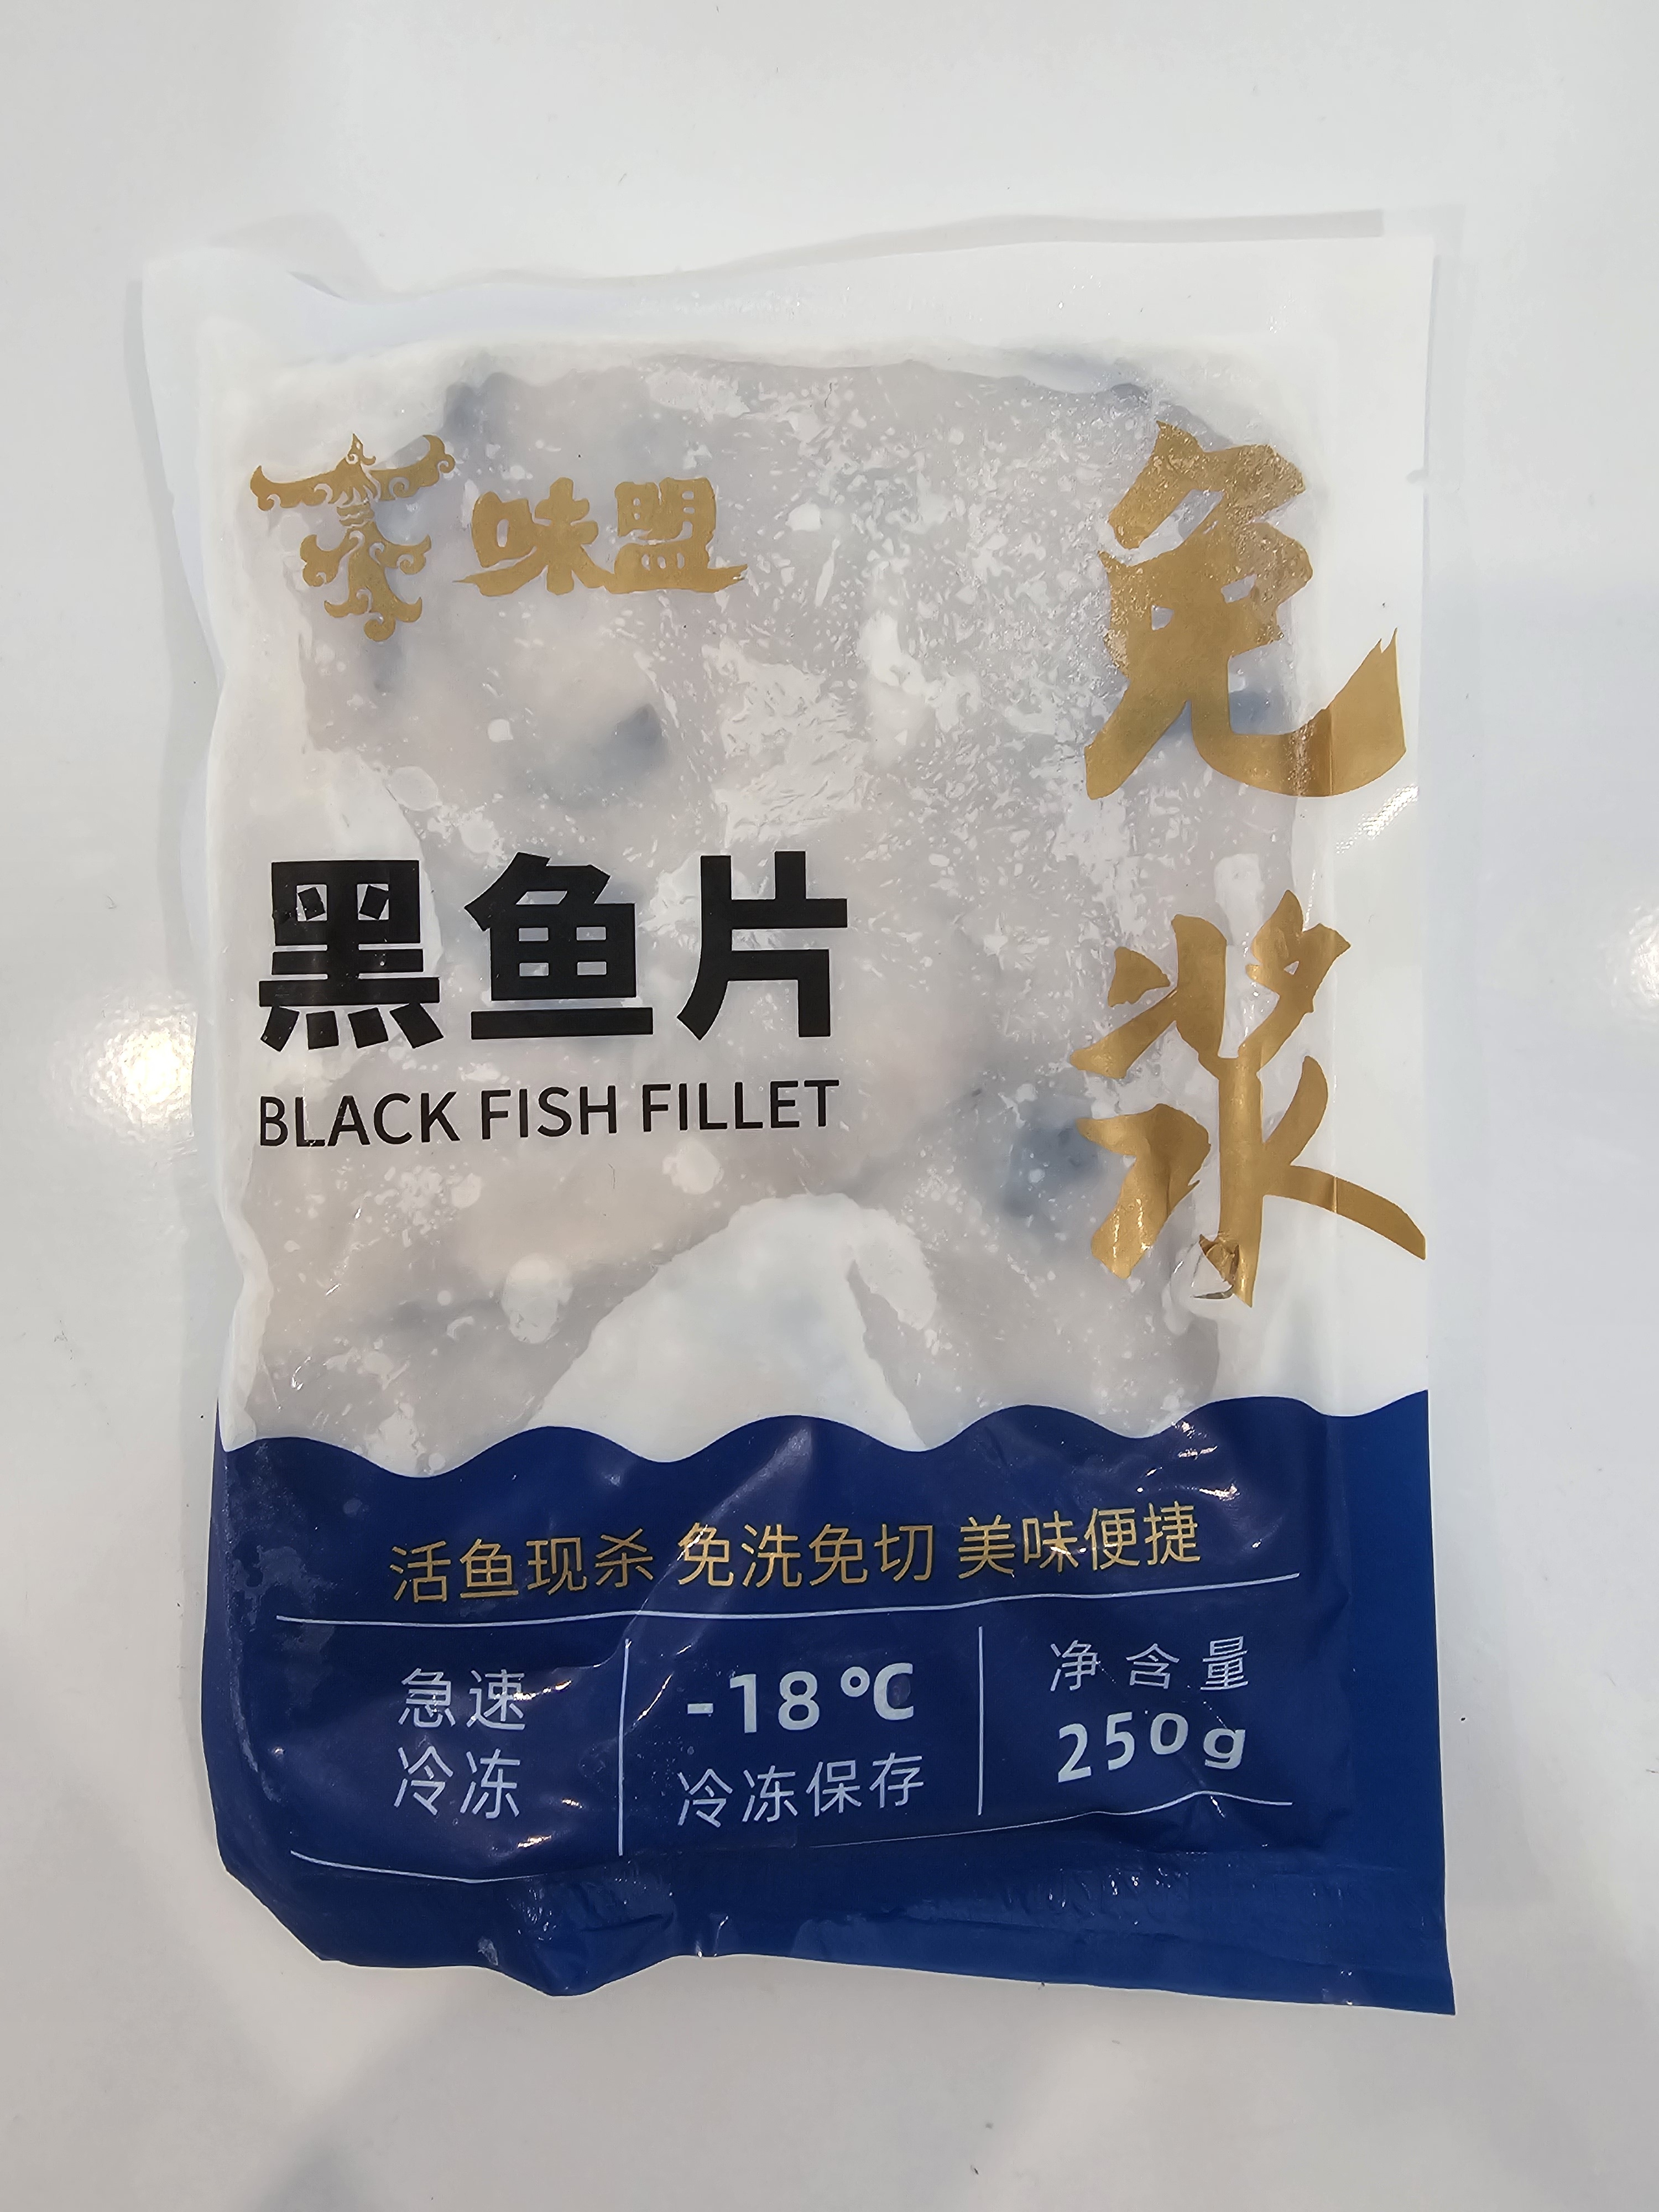 味盟
免浆
黑鱼片
BLACK FISH FILLET
活鱼现杀 免洗免切 美味便捷
急速
冷冻
-18℃
冷冻保存
净含量
250g